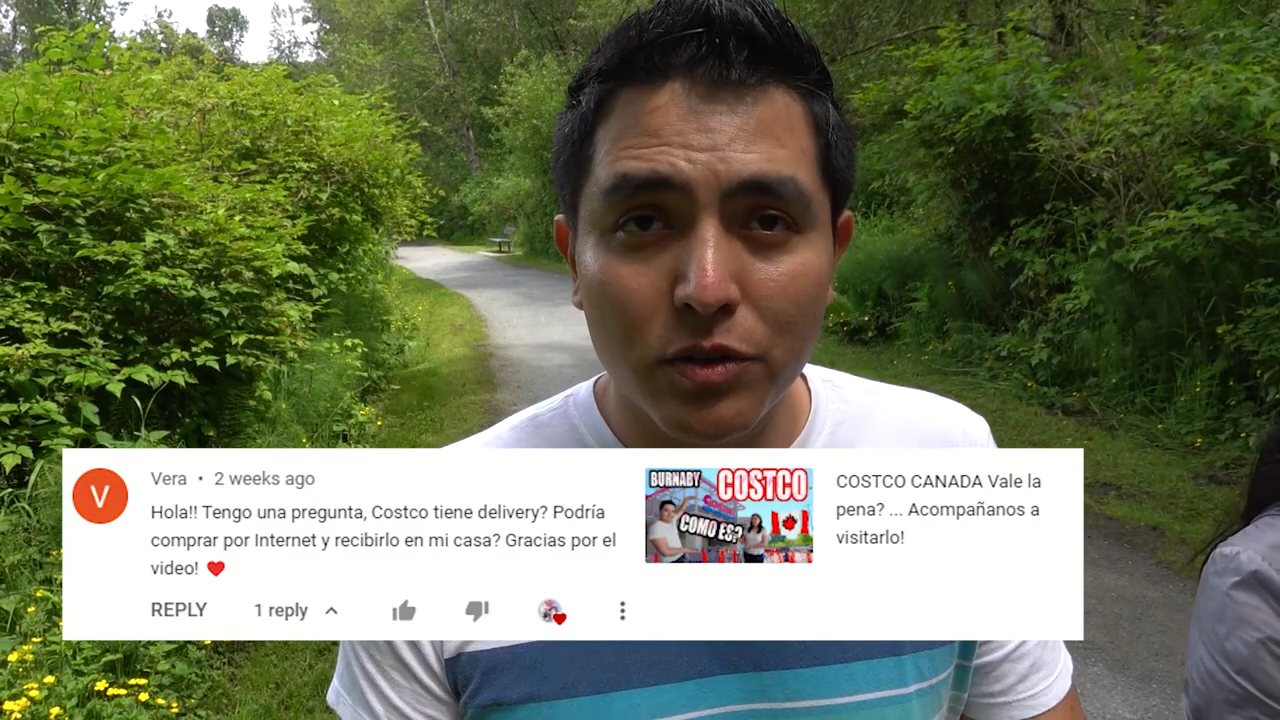 V
Vera • 2 weeks ago
Hola!! Tengo una pregunta, Costco tiene delivery? Podría
comprar por Internet y recibirlo en mi casa? Gracias por el
video! ❤️
REPLY 1 reply
BURNABY COSTCO
COMO ES?
COSTCO CANADA Vale la
pena? ... Acompañanos a
visitarlo!